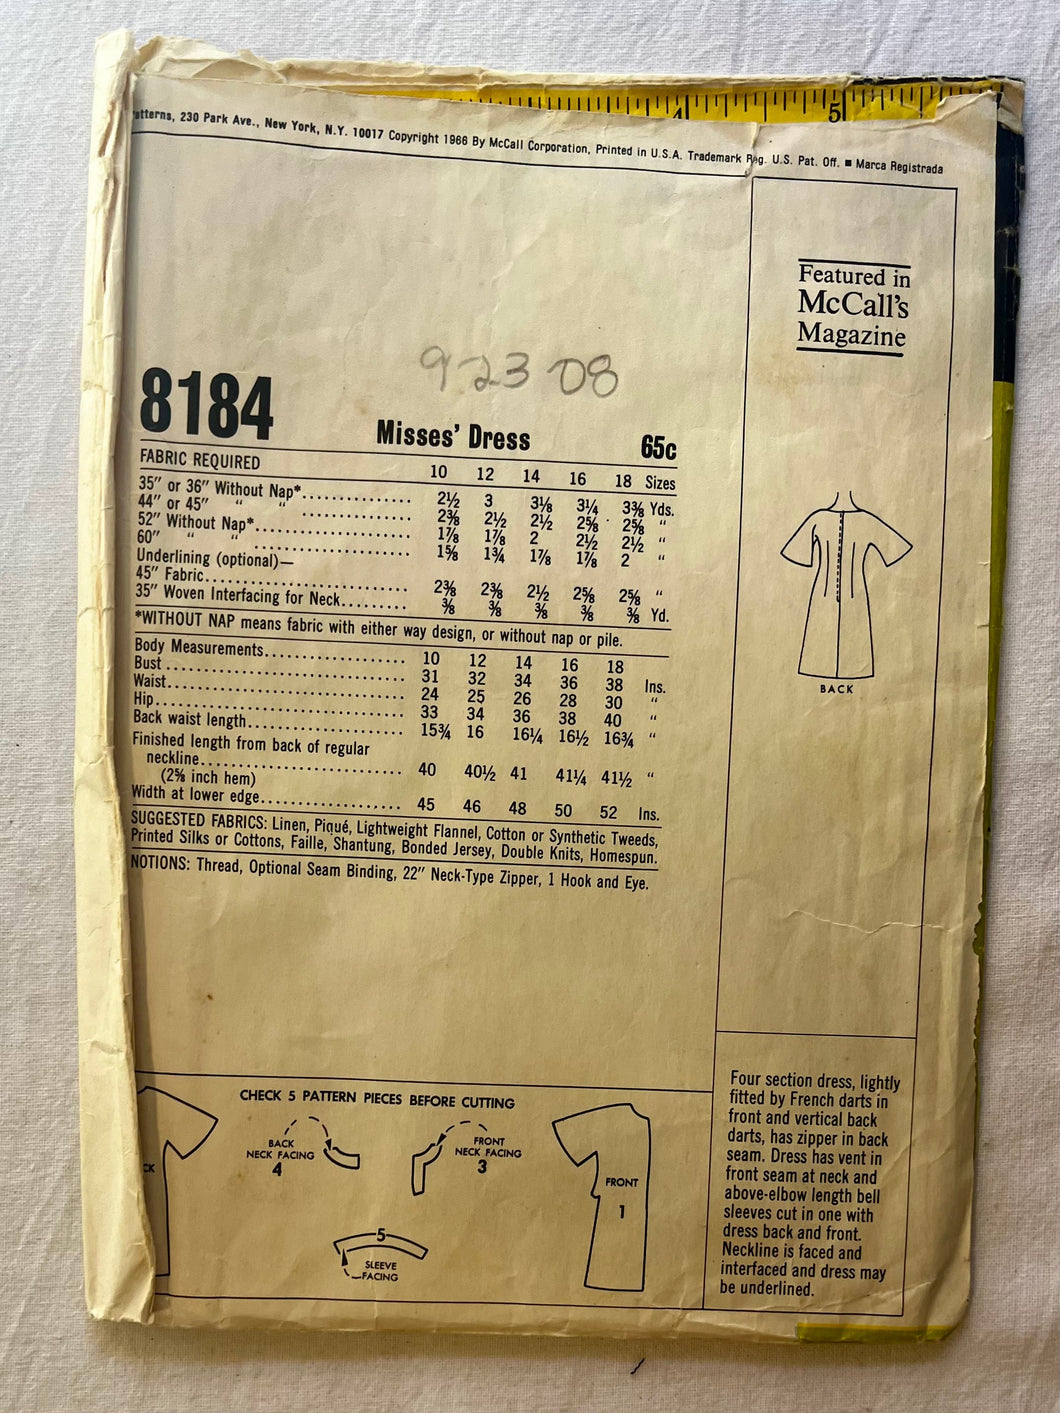 Patterns, 230 Park Ave., New York, N.Y. 10017 Copyright 1966 By McCall Corporation, Printed in U.S.A. Trademark Reg. U.S. Pat. Off. ■ Marca Registrada
4 5
Featured in
McCall's
Magazine
92308
8184
Misses' Dress 65c
FABRIC REQUIRED 10 12 14 16 18 Sizes
35" or 36" Without Nap*............... 2½ 3 3⅛ 3¼ 3⅜ Yds.
44" or 45" " " ............... 2⅜ 2½ 2½ 2⅝ 2⅝ "
52" Without Nap*............... 1⅞ 1⅞ 2 2½ 2½ "
60" " " ............... 1⅝ 1¾ 1⅞ 1⅞ 2 "
Underlining (optional)—
45" Fabric............... 2⅜ 2⅜ 2½ 2⅝ 2⅝ "
35" Woven Interfacing for Neck......... ⅜ ⅜ ⅜ ⅜ ⅜ Yd.
*WITHOUT NAP means fabric with either way design, or without nap or pile.
Body Measurements............... 10 12 14 16 18
Bust............... 31 32 34 36 38 Ins.
Waist............... 24 25 26 28 30 "
Hip............... 33 34 36 38 40 "
Back waist length............... 15¾ 16 16¼ 16½ 16¾ "
Finished length from back of regular
neckline............... 40 40½ 41 41¼ 41½ "
(2⅝ inch hem)
Width at lower edge............... 45 46 48 50 52 Ins.
SUGGESTED FABRICS: Linen, Piqué, Lightweight Flannel, Cotton or Synthetic Tweeds,
Printed Silks or Cottons, Faille, Shantung, Bonded Jersey, Double Knits, Homespun.
NOTIONS: Thread, Optional Seam Binding, 22" Neck-Type Zipper, 1 Hook and Eye.
BACK
CHECK 5 PATTERN PIECES BEFORE CUTTING
CK
BACK
NECK FACING
4
FRONT
NECK FACING
3
FRONT
1
5
SLEEVE
FACING
Four section dress, lightly
fitted by French darts in
front and vertical back
darts, has zipper in back
seam. Dress has vent in
front seam at neck and
above-elbow length bell
sleeves cut in one with
dress back and front.
Neckline is faced and
interfaced and dress may
be underlined.